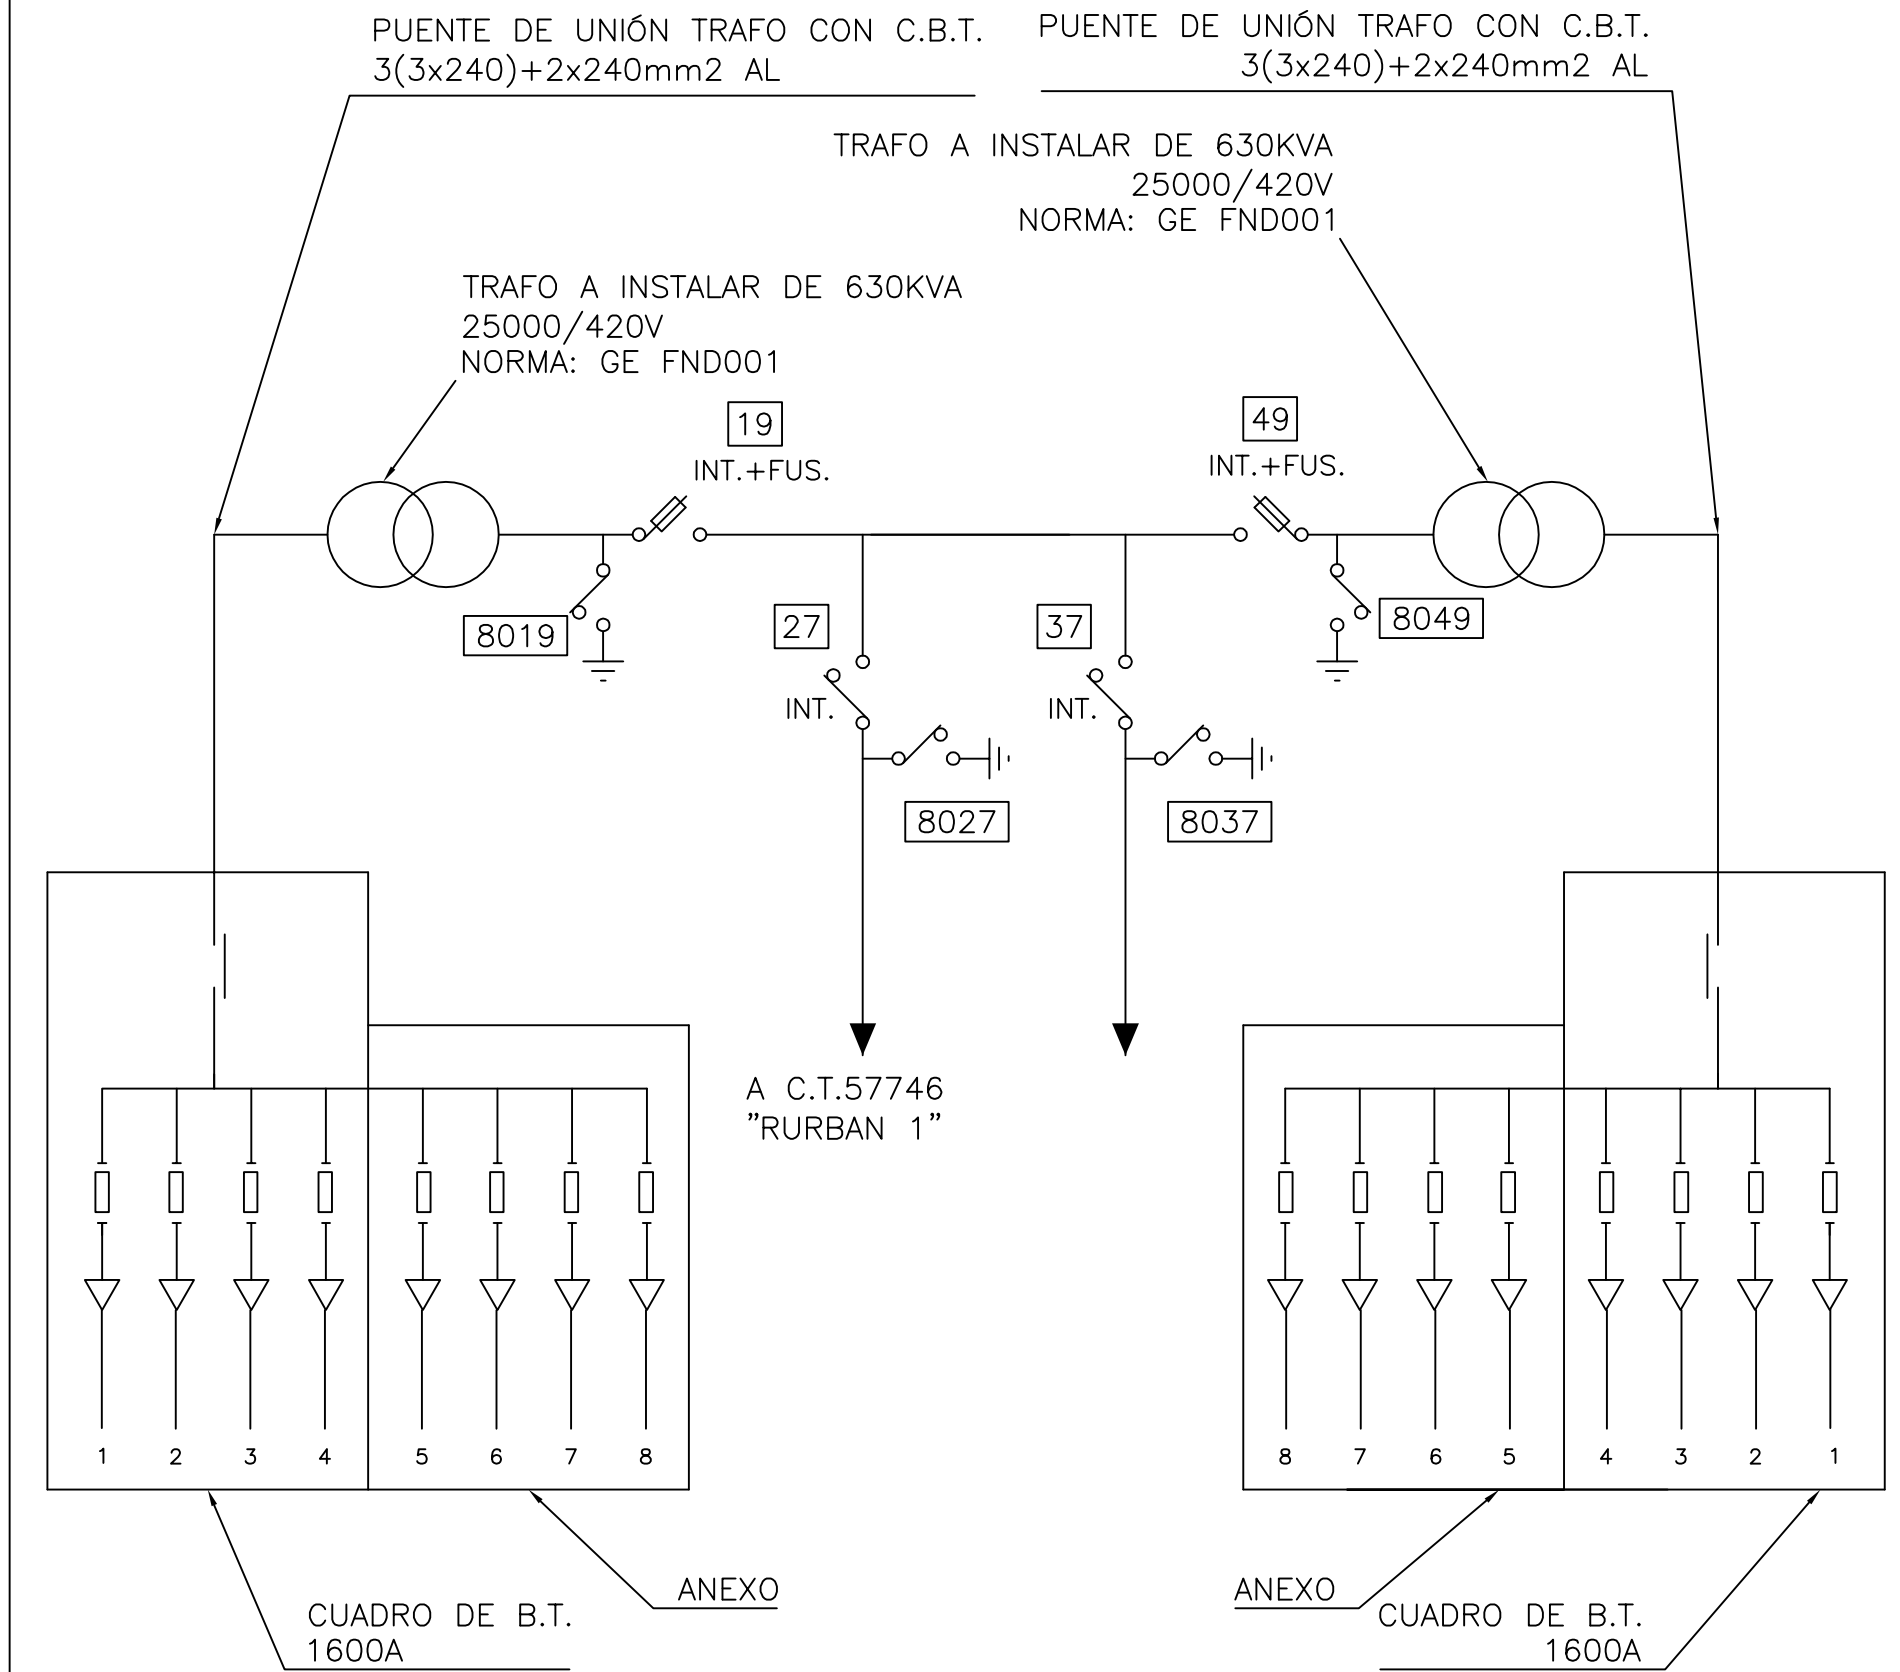 PUENTE DE UNIÓN TRAFO CON C.B.T.
3(3x240)+2x240mm2 AL
PUENTE DE UNIÓN TRAFO CON C.B.T.
3(3x240)+2x240mm2 AL
TRAFO A INSTALAR DE 630KVA
25000/420V
NORMA: GE FND001
TRAFO A INSTALAR DE 630KVA
25000/420V
NORMA: GE FND001
19
INT.+FUS.
49
INT.+FUS.
8019
27
INT.
37
INT.
8049
8027
8037
A C.T.57746
"RURBAN 1"
1 2 3 4 5 6 7 8
8 7 6 5 4 3 2 1
ANEXO
CUADRO DE B.T.
1600A
ANEXO
CUADRO DE B.T.
1600A